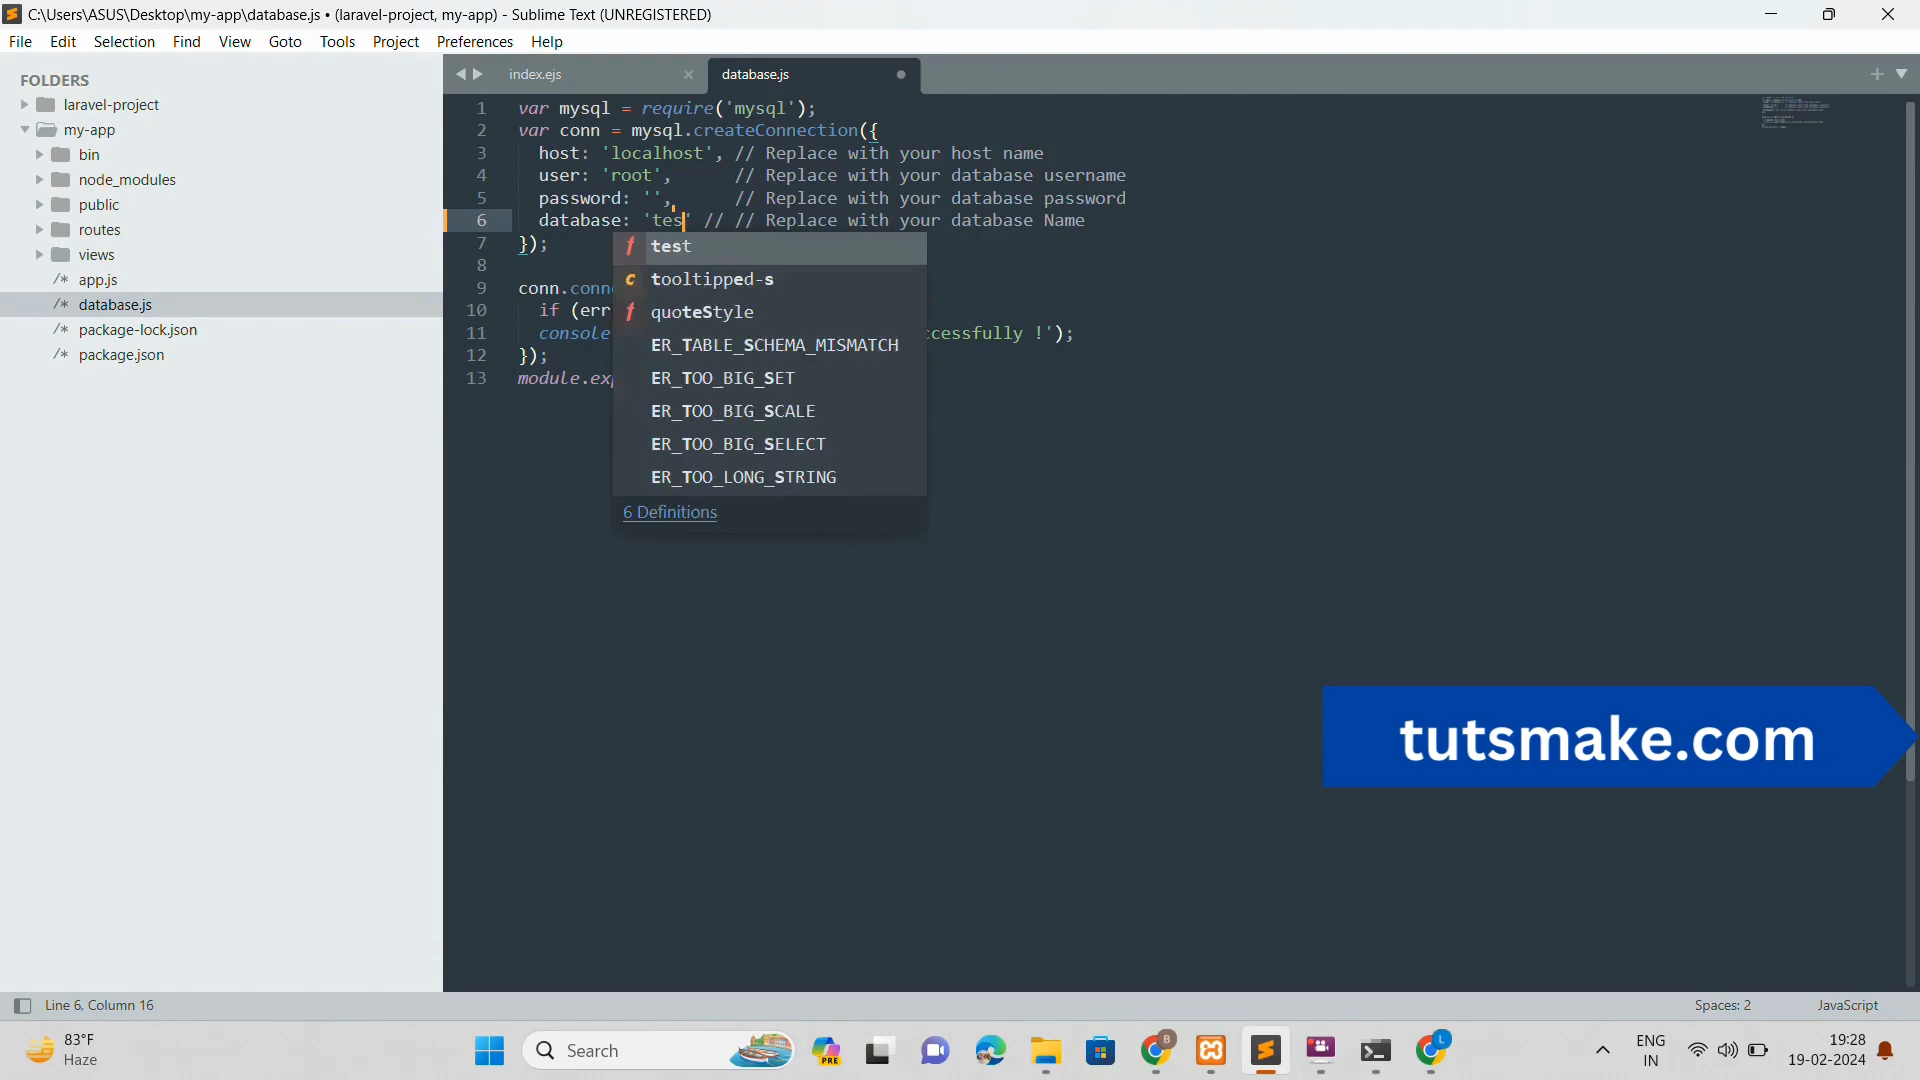 C:\Users\ASUS\Desktop\my-app\database.js • (laravel-project, my-app) - Sublime Text (UNREGISTERED)
File Edit Selection Find View Goto Tools Project Preferences Help
FOLDERS
laravel-project
my-app
bin
node_modules
public
routes
views
/* app.js
/* database.js
/* package-lock.json
/* package.json
index.ejs database.js
1 var mysql = require('mysql');
2 var conn = mysql.createConnection({
3 host: 'localhost', // Replace with your host name
4 user: 'root', // Replace with your database username
5 password: '', // Replace with your database password
6 database: 'tes' // // Replace with your database Name
7 });
8
9 conn.conn
10 if (err
11 console ccessfully !');
12 });
13 module.exp
f test
c tooltipped-s
f quoteStyle
ER_TABLE_SCHEMA_MISMATCH
ER_TOO_BIG_SET
ER_TOO_BIG_SCALE
ER_TOO_BIG_SELECT
ER_TOO_LONG_STRING
6 Definitions
tutsmake.com
Line 6, Column 16 Spaces: 2 JavaScript
83°F
Haze
Search
PRE
B
L
ENG
IN
19:28
19-02-2024